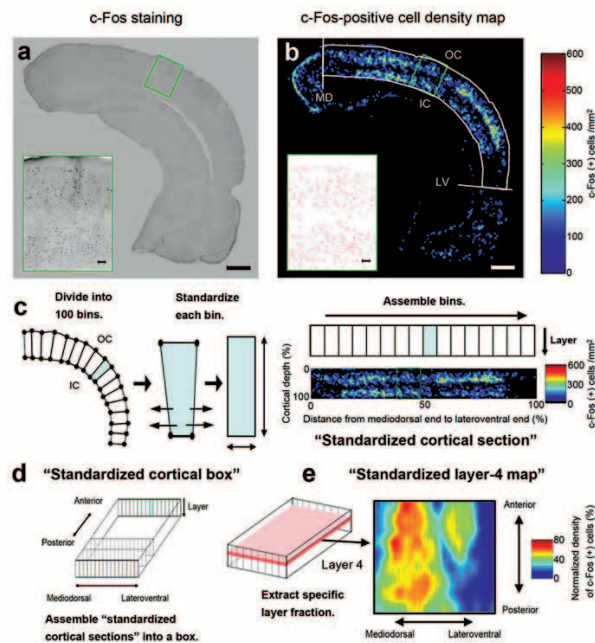 c-Fos staining
c-Fos-positive cell density map
a
b
OC
IC
MD
LV
600
500
400
300
200
100
0
c-Fos (+) cells /mm²
c
Divide into
100 bins.
OC
IC
Standardize
each bin.
Assemble bins.
Layer
Cortical depth (%)
0
100
0
50
100
Distance from mediodorsal end to lateroventral end (%)
600
400
200
0
c-Fos (+) cells /mm²
"Standardized cortical section"
d
"Standardized cortical box"
Anterior
Posterior
Layer
Mediodorsal
Lateroventral
Assemble "standardized
cortical sections" into a box.
e
"Standardized layer-4 map"
Layer 4
Extract specific
layer fraction.
Anterior
Posterior
Mediodorsal
Lateroventral
80
40
0
Normalized density
of c-Fos (+) cells (%)